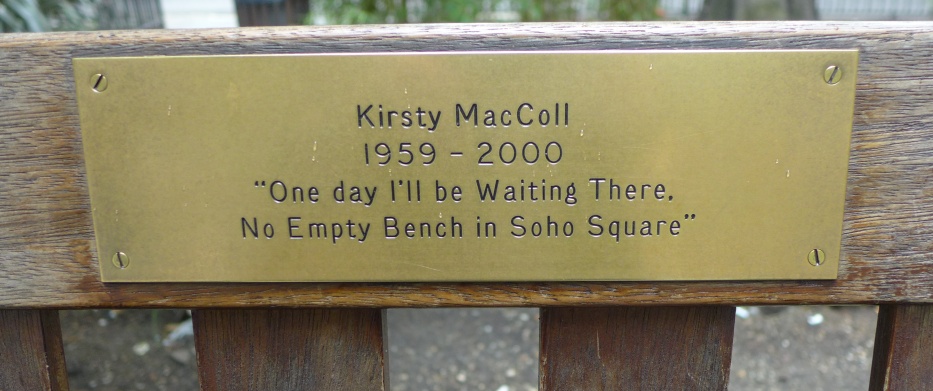 Kirsty MacColl
1959 – 2000
“One day I'll be Waiting There,
No Empty Bench in Soho Square”